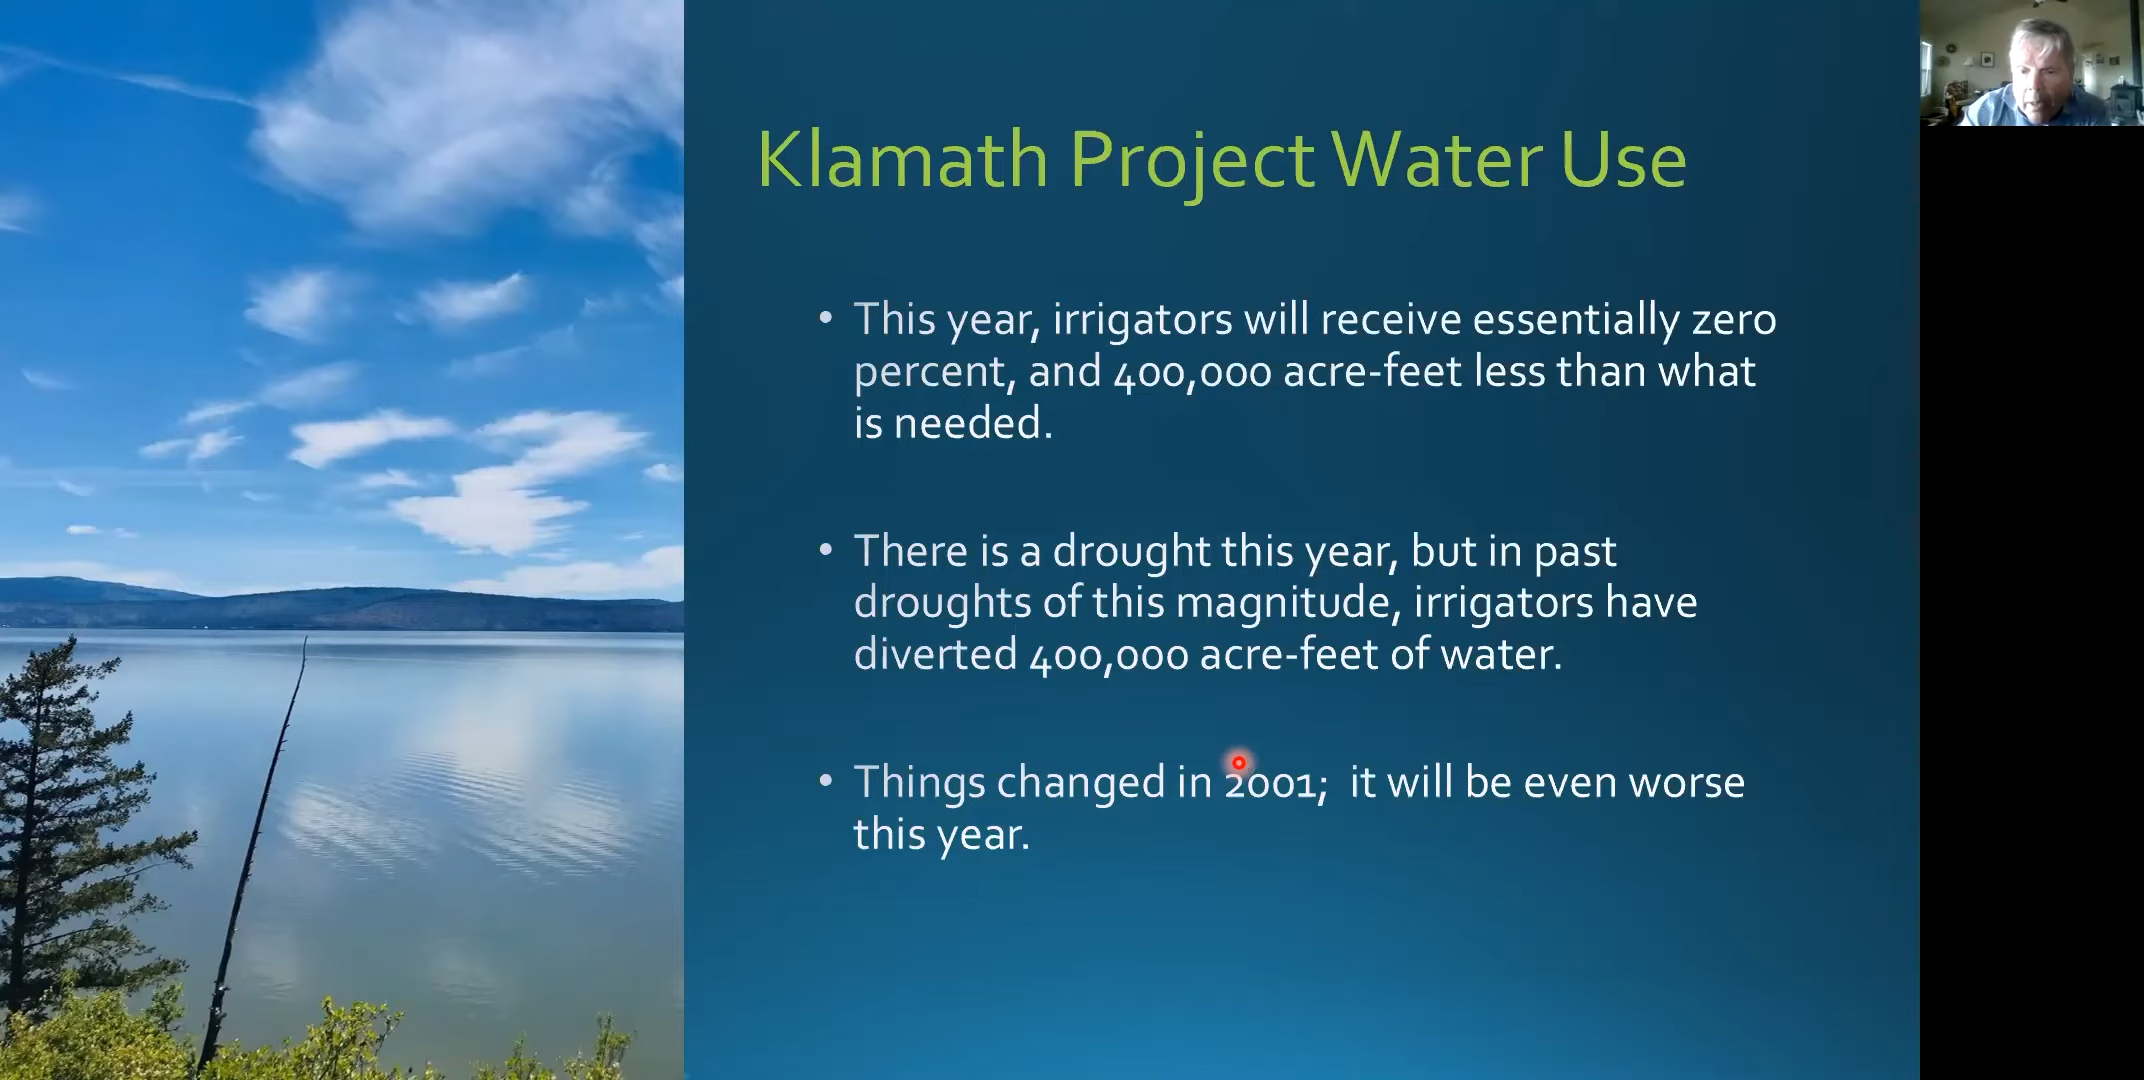 Klamath Project Water Use
• This year, irrigators will receive essentially zero
percent, and 400,000 acre-feet less than what
is needed.
• There is a drought this year, but in past
droughts of this magnitude, irrigators have
diverted 400,000 acre-feet of water.
• Things changed in 2001;  it will be even worse
this year.